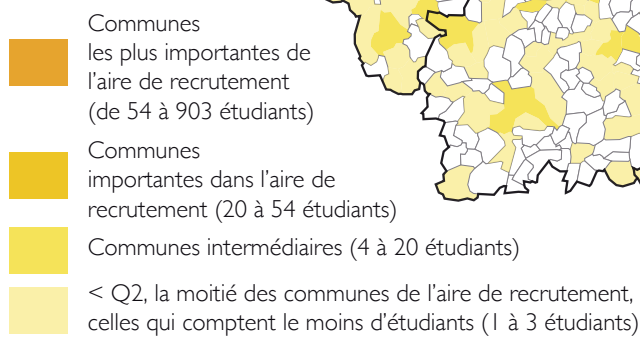 Communes
les plus importantes de
l’aire de recrutement
(de 54 à 903 étudiants)
Communes
importantes dans l’aire de
recrutement (20 à 54 étudiants)
Communes intermédiaires (4 à 20 étudiants)
< Q2, la moitié des communes de l’aire de recrutement,
celles qui comptent le moins d’étudiants (1 à 3 étudiants)